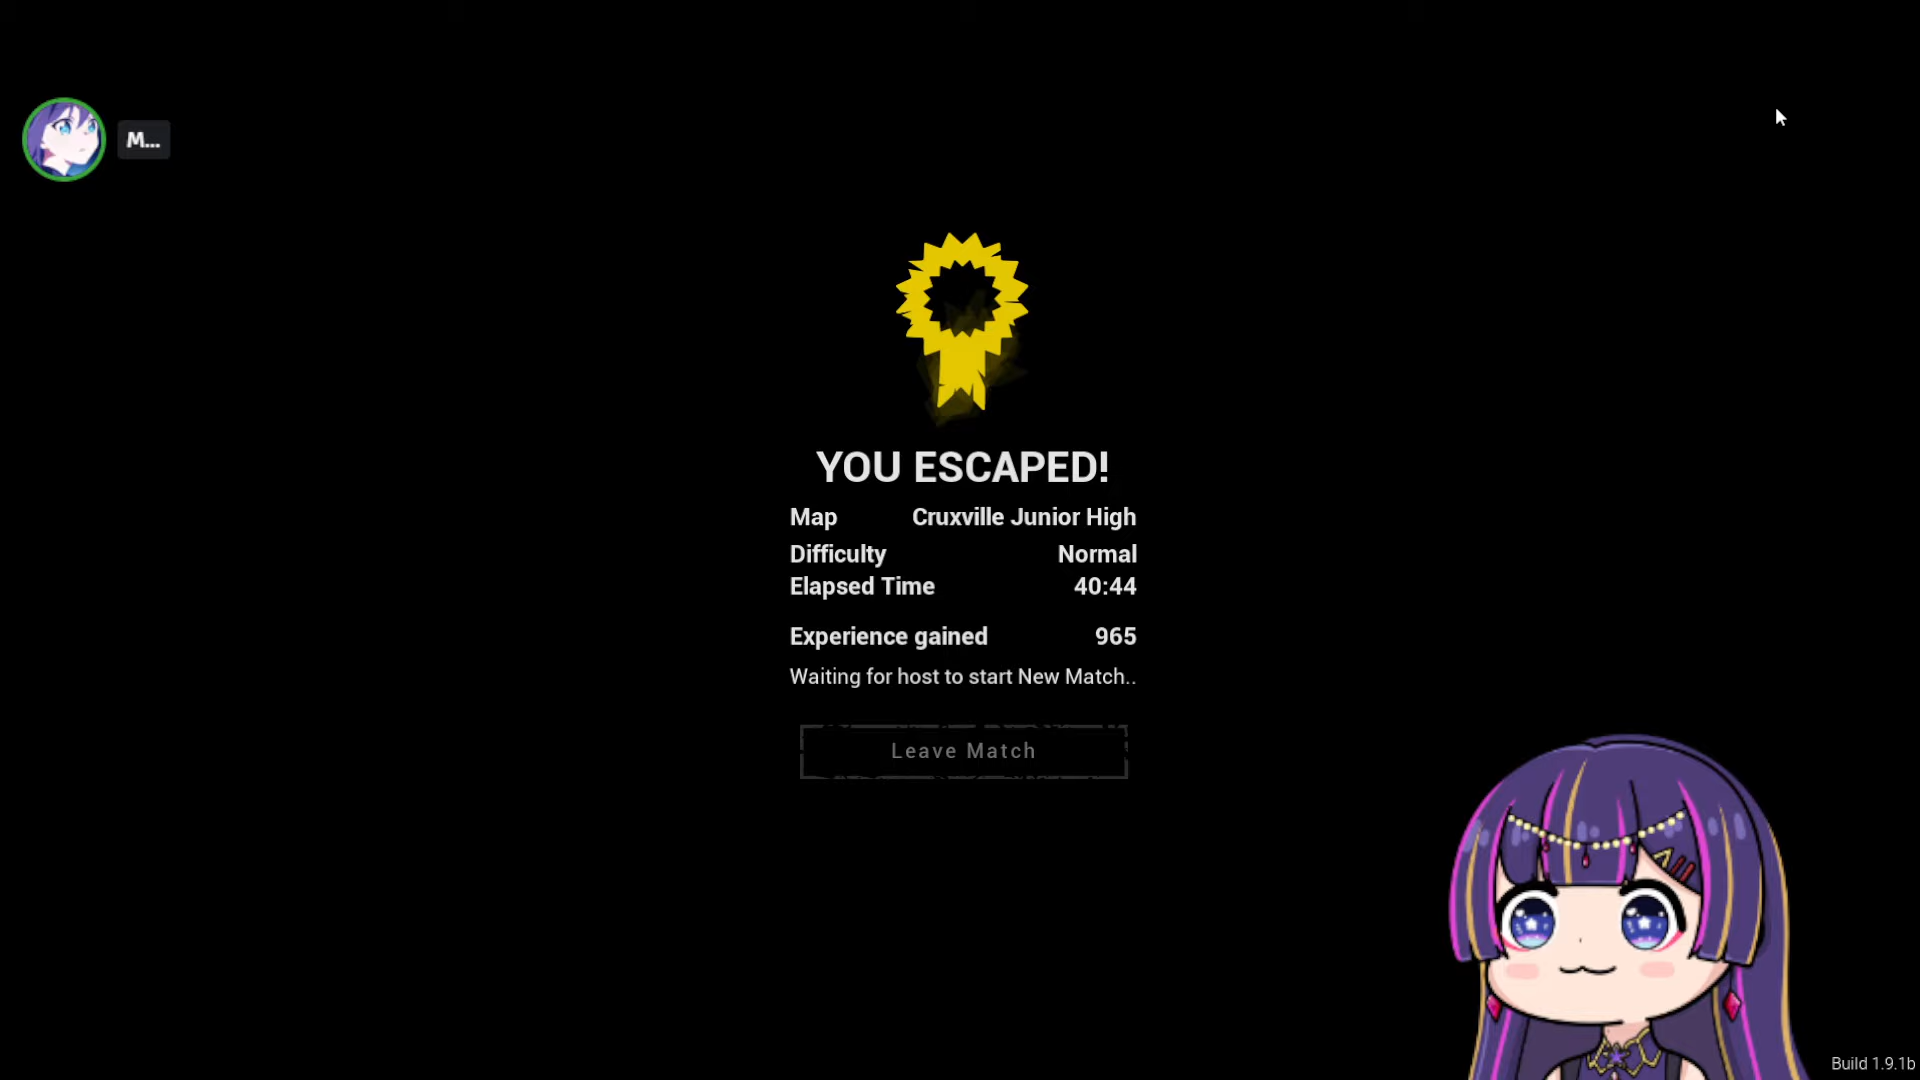 M...
YOU ESCAPED!
Map Cruxville Junior High
Difficulty Normal
Elapsed Time 40:44
Experience gained 965
Waiting for host to start New Match..
Leave Match
Build 1.9.1b